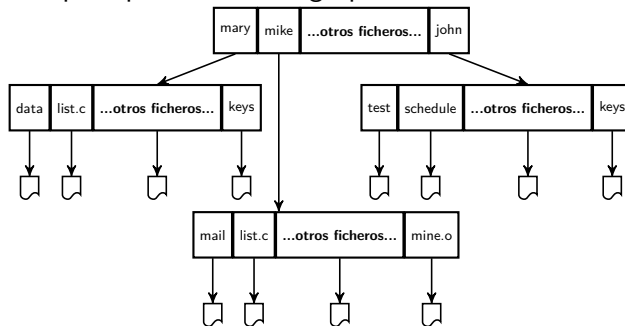 mary mike ...otros ficheros... john
data list.c ...otros ficheros... keys
test schedule ...otros ficheros... keys
mail list.c ...otros ficheros... mine.o